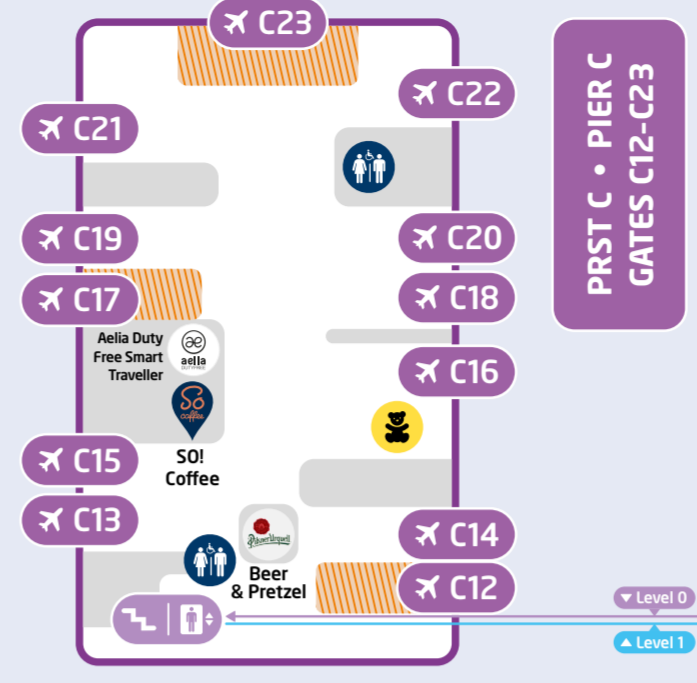 C23
C22
C21
C19
C20
C17
C18
Aelia Duty
Free Smart
Traveller
æ
aelia
DUTY FREE
C16
SÓ
coffee
SO!
Coffee
C15
C13
C14
Pilsner Urquell
Beer
& Pretzel
C12
PRST C • PIER C
GATES C12-C23
▼ Level 0
▲ Level 1